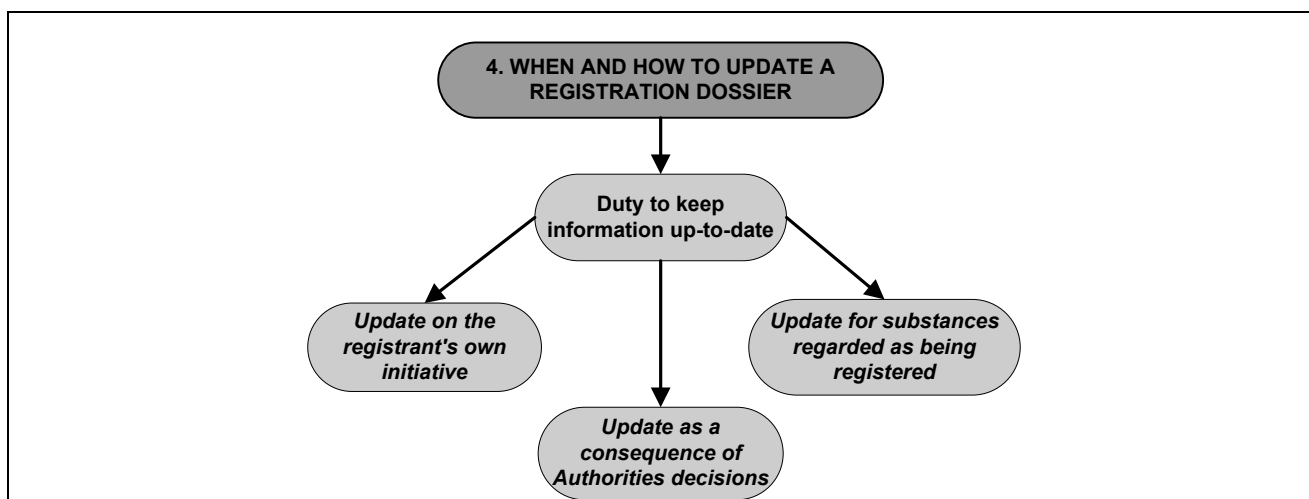 4. WHEN AND HOW TO UPDATE A
REGISTRATION DOSSIER
Duty to keep
information up-to-date
Update on the
registrant's own
initiative
Update as a
consequence of
Authorities decisions
Update for substances
regarded as being
registered